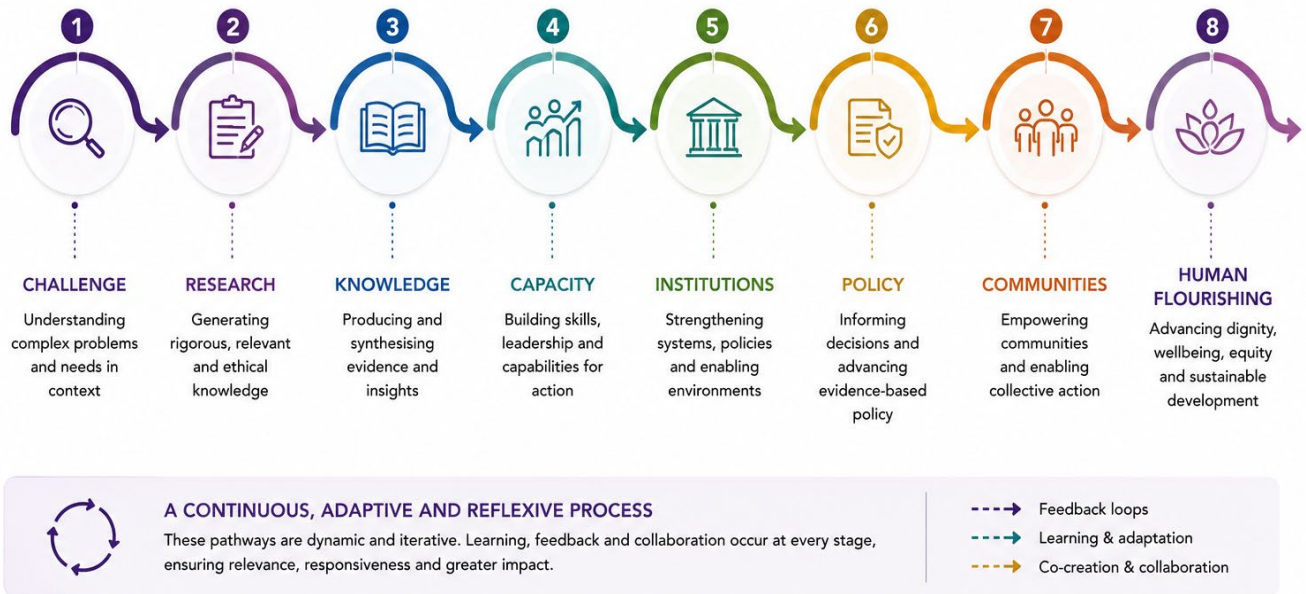 1
2
3
4
5
6
7
8
CHALLENGE
Understanding
complex problems
and needs in
context
RESEARCH
Generating
rigorous, relevant
and ethical
knowledge
KNOWLEDGE
Producing and
synthesising
evidence and
insights
CAPACITY
Building skills,
leadership and
capabilities for
action
INSTITUTIONS
Strengthening
systems, policies
and enabling
environments
POLICY
Informing
decisions and
advancing
evidence-based
policy
COMMUNITIES
Empowering
communities
and enabling
collective action
HUMAN
FLOURISHING
Advancing dignity,
wellbeing, equity
and sustainable
development
A CONTINUOUS, ADAPTIVE AND REFLEXIVE PROCESS
These pathways are dynamic and iterative. Learning, feedback and collaboration occur at every stage,
ensuring relevance, responsiveness and greater impact.
Feedback loops
Learning & adaptation
Co-creation & collaboration